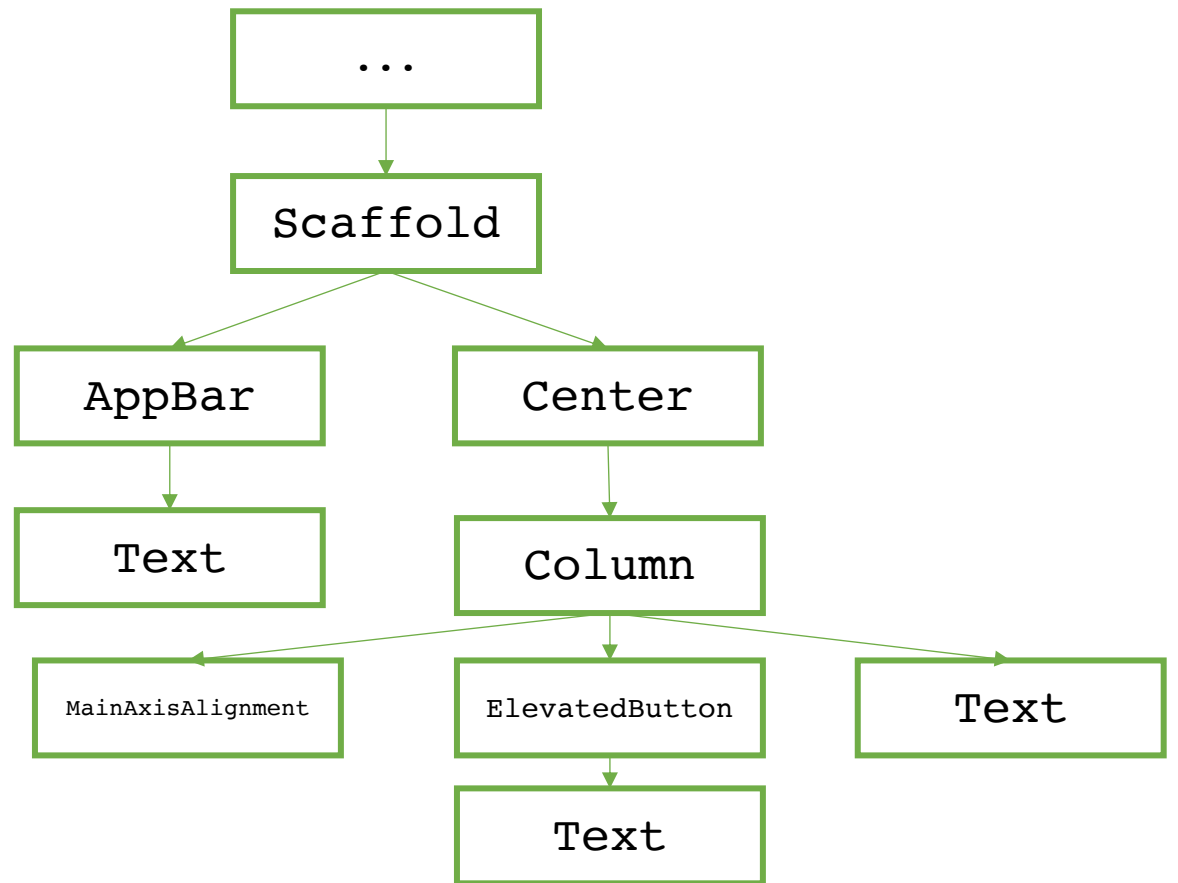 ...
Scaffold
AppBar
Center
Text
Column
MainAxisAlignment
ElevatedButton
Text
Text